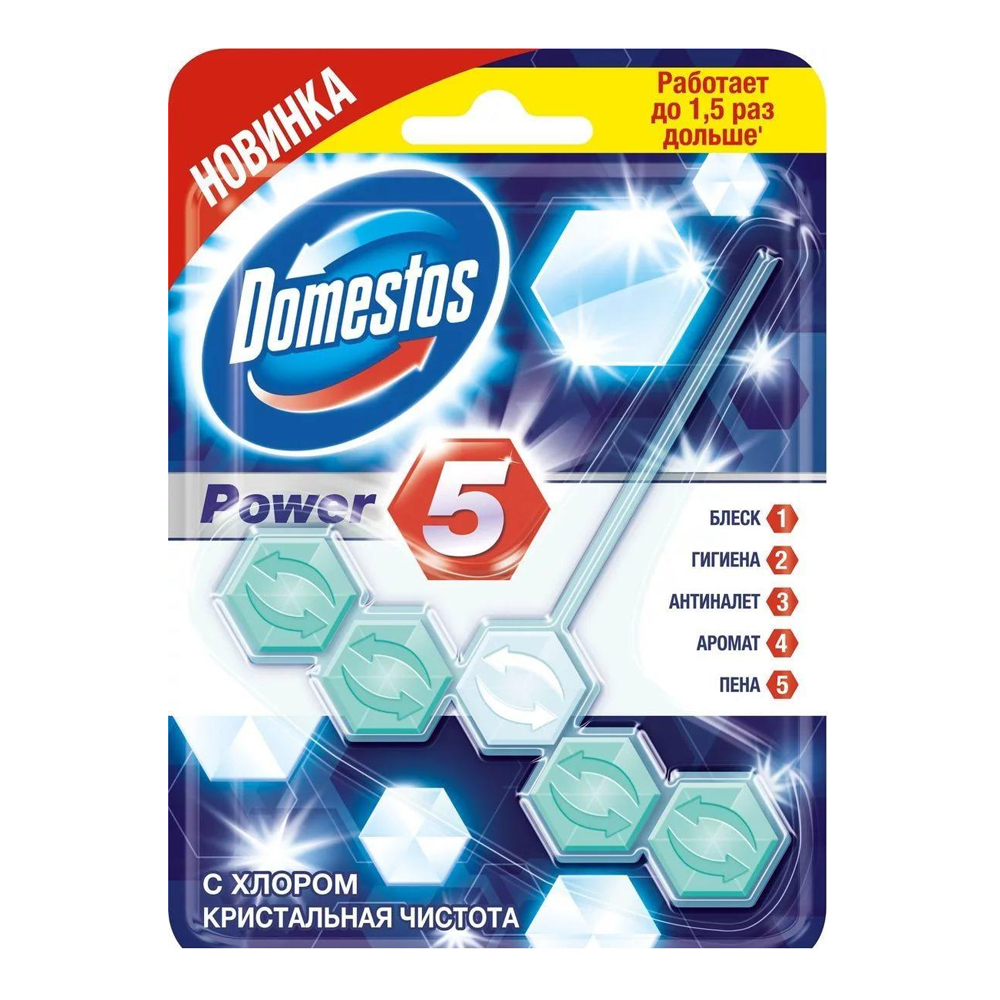 НОВИНКА
Работает
до 1,5 раз
дольше¹
Domestos
Power 5
БЛЕСК 1
ГИГИЕНА 2
АНТИНАЛЕТ 3
АРОМАТ 4
ПЕНА 5
С ХЛОРОМ
КРИСТАЛЬНАЯ ЧИСТОТА